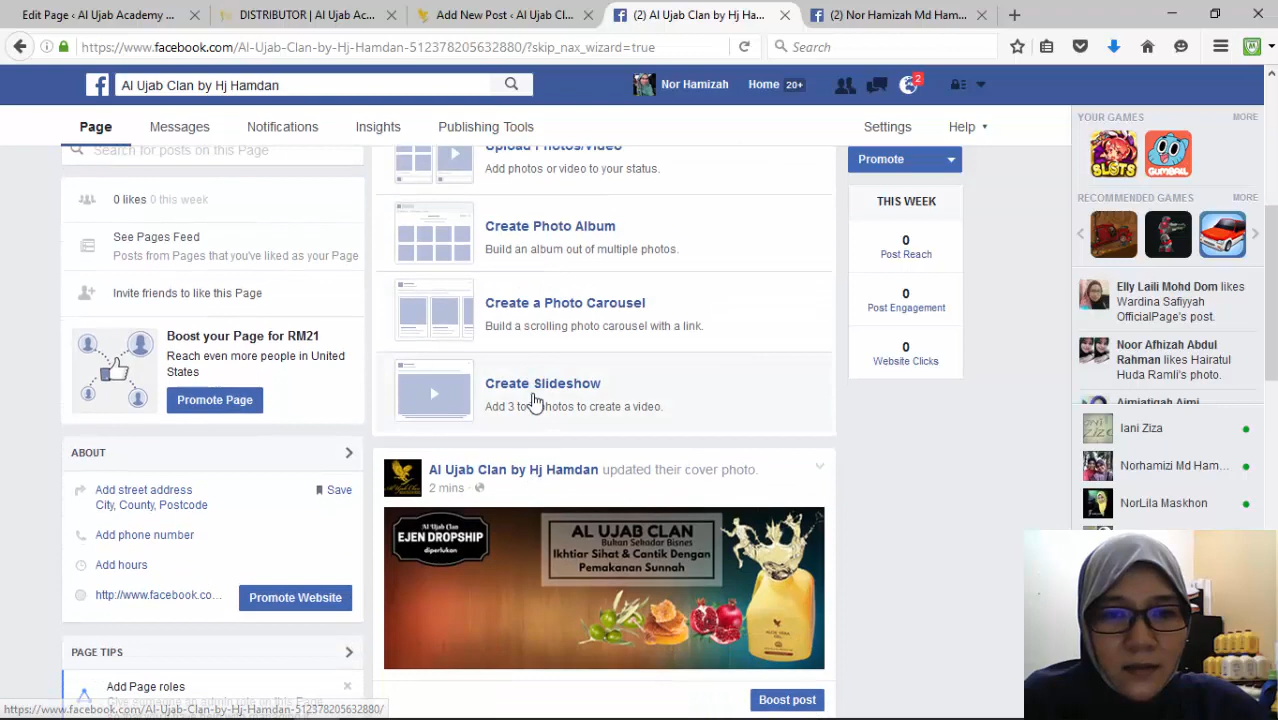 Edit Page ‹ Al Ujab Academy ...
DISTRIBUTOR | Al Ujab Ac...
Add New Post ‹ Al Ujab Cl...
(2) Al Ujab Clan by Hj Ha...
(2) Nor Hamizah Md Ham...
https://www.facebook.com/Al-Ujab-Clan-by-Hj-Hamdan-512378205632880/?skip_nax_wizard=true
Search
Al Ujab Clan by Hj Hamdan
Nor Hamizah
Home 20+
2
Page
Messages
Notifications
Insights
Publishing Tools
Settings
Help
Search for posts on this Page
0 likes 0 this week
See Pages Feed
Posts from Pages that you've liked as your Page
Invite friends to like this Page
Boost your Page for RM21
Reach even more people in United
States
Promote Page
ABOUT
Add street address
City, County, Postcode
Save
Add phone number
Add hours
http://www.facebook.co...
Promote Website
PAGE TIPS
Add Page roles
https://www.facebook.com/Al-Ujab-Clan-by-Hj-Hamdan-512378205632880/
Upload Photos/Video
Add photos or video to your status.
Create Photo Album
Build an album out of multiple photos.
Create a Photo Carousel
Build a scrolling photo carousel with a link.
Create Slideshow
Add 3 to photos to create a video.
Al Ujab Clan by Hj Hamdan updated their cover photo.
2 mins
Al Ujab Clan
EJEN DROPSHIP
diperlukan
AL UJAB CLAN
Bukan Sekadar Bisnes
Ikhtiar Sihat & Cantik Dengan
Pemakanan Sunnah
Boost post
Promote
THIS WEEK
0
Post Reach
0
Post Engagement
0
Website Clicks
YOUR GAMES
MORE
SLOTS
GUMBALL
RECOMMENDED GAMES
MORE
Elly Laili Mohd Dom likes
Wardina Safiyyah
OfficialPage's post.
Noor Afhizah Abdul
Rahman likes Hairatul
Huda Ramli's photo.
Iani Ziza
Norhamizi Md Ham...
NorLila Maskhon